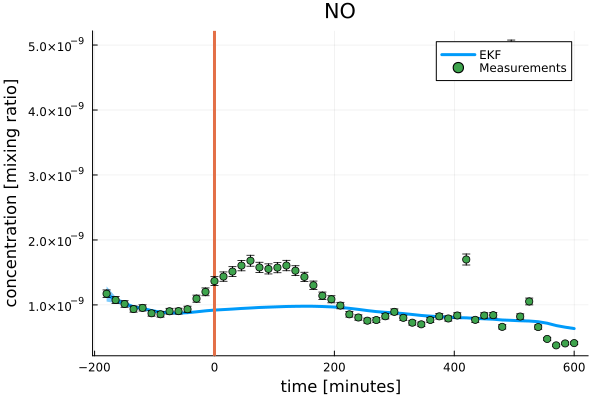 NO
5.0×10⁻⁹
4.0×10⁻⁹
3.0×10⁻⁹
2.0×10⁻⁹
1.0×10⁻⁹
concentration [mixing ratio]
EKF
Measurements
−200
0
200
400
600
time [minutes]